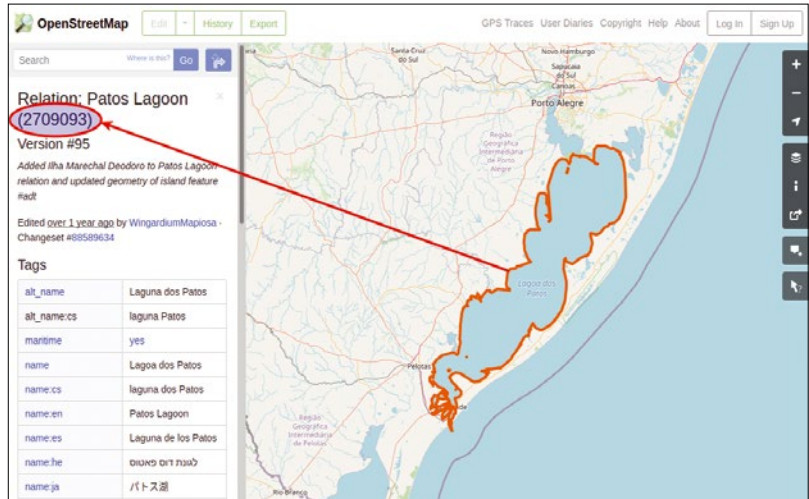 OpenStreetMap
Edit
History
Export
GPS Traces
User Diaries
Copyright
Help
About
Log In
Sign Up
Search
Where is this?
Go
Relation: Patos Lagoon
(2709093)
Version #95
Added Ilha Marechal Deodoro to Patos Lagoon
relation and updated geometry of island feature
#adt
Edited over 1 year ago by WingardiumMapiosa ·
Changeset #88589634
Tags
alt_name Laguna dos Patos
alt_name:cs laguna Patos
maritime yes
name Lagoa dos Patos
name:cs laguna dos Patos
name:en Patos Lagoon
name:es Laguna de los Patos
name:he לגונת דוס פאטוס
name:ja パトス湖
Santa Cruz
do Sul
Novo Hamburgo
Sapucaia
do Sul
Canoas
Porto Alegre
Região
Geográfica
Intermediária
de Porto
Alegre
Lagoa dos
Patos
Pelotas
Região
Geográfica
Intermediária
de Pelotas
Rio Branco